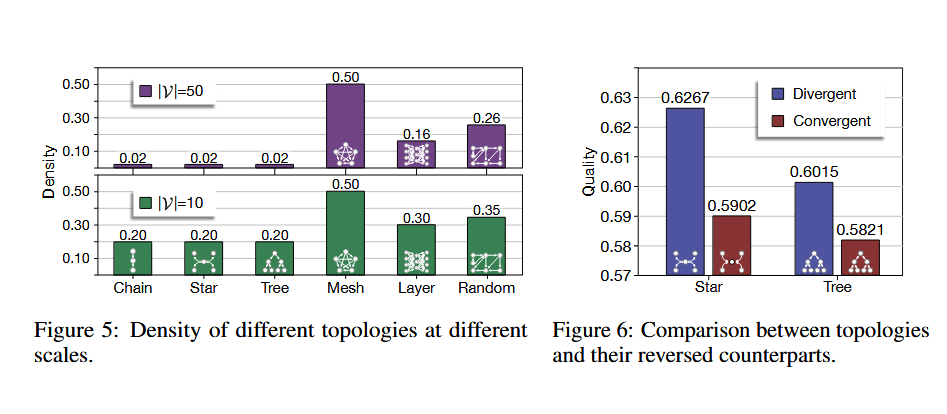 0.50
0.30
0.10
|𝒱|=50
0.02
0.02
0.02
0.50
0.16
0.26
Density
0.50
0.30
0.10
|𝒱|=10
0.20
0.20
0.20
0.50
0.30
0.35
Chain Star Tree Mesh Layer Random
Figure 5: Density of different topologies at different
scales.
Quality
0.63
0.62
0.61
0.60
0.59
0.58
0.57
0.6267
0.5902
0.6015
0.5821
Divergent
Convergent
Star Tree
Figure 6: Comparison between topologies
and their reversed counterparts.